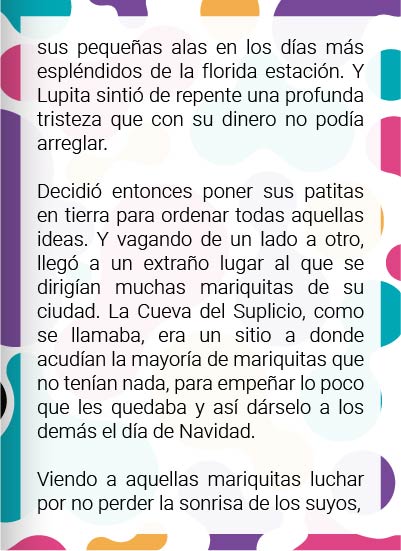 sus pequeñas alas en los días más
espléndidos de la florida estación. Y
Lupita sintió de repente una profunda
tristeza que con su dinero no podía
arreglar.
Decidió entonces poner sus patitas
en tierra para ordenar todas aquellas
ideas. Y vagando de un lado a otro,
llegó a un extraño lugar al que se
dirigían muchas mariquitas de su
ciudad. La Cueva del Suplicio, como
se llamaba, era un sitio a donde
acudían la mayoría de mariquitas que
no tenían nada, para empeñar lo poco
que les quedaba y así dárselo a los
demás el día de Navidad.
Viendo a aquellas mariquitas luchar
por no perder la sonrisa de los suyos,